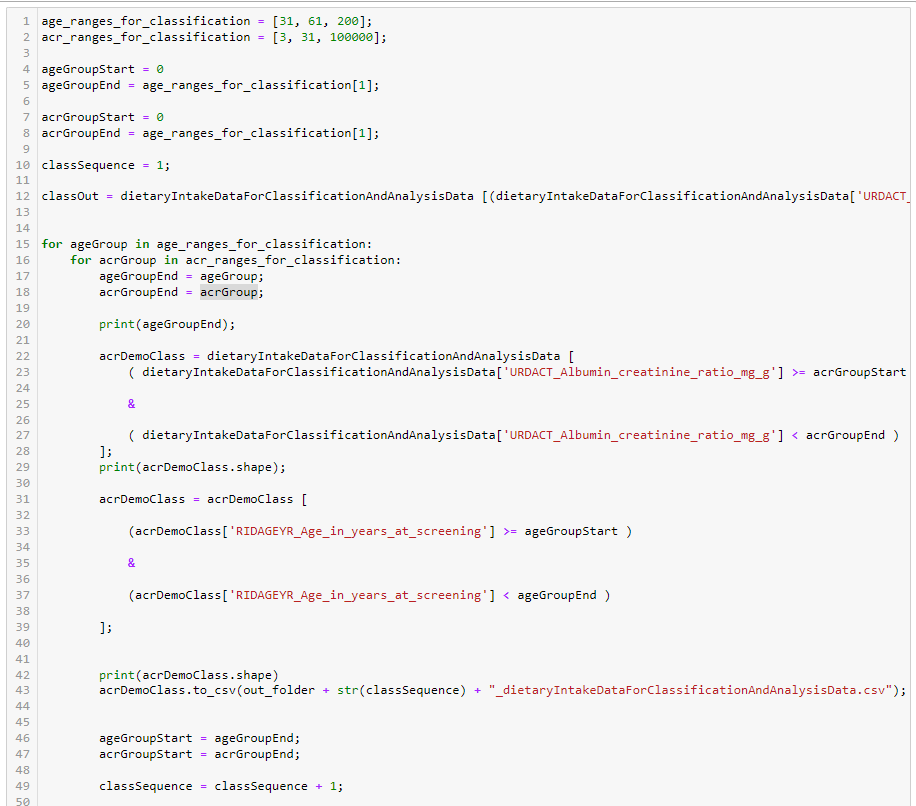 1 age_ranges_for_classification = [31, 61, 200];
2 acr_ranges_for_classification = [3, 31, 100000];
3
4 ageGroupStart = 0
5 ageGroupEnd = age_ranges_for_classification[1];
6
7 acrGroupStart = 0
8 acrGroupEnd = age_ranges_for_classification[1];
9
10 classSequence = 1;
11
12 classOut = dietaryIntakeDataForClassificationAndAnalysisData [(dietaryIntakeDataForClassificationAndAnalysisData['URDACT_
13
14
15 for ageGroup in age_ranges_for_classification:
16     for acrGroup in acr_ranges_for_classification:
17         ageGroupEnd = ageGroup;
18         acrGroupEnd = acrGroup;
19
20         print(ageGroupEnd);
21
22         acrDemoClass = dietaryIntakeDataForClassificationAndAnalysisData [
23             ( dietaryIntakeDataForClassificationAndAnalysisData['URDACT_Albumin_creatinine_ratio_mg_g'] >= acrGroupStart
24
25             &
26
27             ( dietaryIntakeDataForClassificationAndAnalysisData['URDACT_Albumin_creatinine_ratio_mg_g'] < acrGroupEnd )
28         ];
29         print(acrDemoClass.shape);
30
31         acrDemoClass = acrDemoClass [
32
33             (acrDemoClass['RIDAGEYR_Age_in_years_at_screening'] >= ageGroupStart )
34
35             &
36
37             (acrDemoClass['RIDAGEYR_Age_in_years_at_screening'] < ageGroupEnd )
38
39         ];
40
41
42         print(acrDemoClass.shape)
43         acrDemoClass.to_csv(out_folder + str(classSequence) + "_dietaryIntakeDataForClassificationAndAnalysisData.csv");
44
45
46         ageGroupStart = ageGroupEnd;
47         acrGroupStart = acrGroupEnd;
48
49         classSequence = classSequence + 1;
50